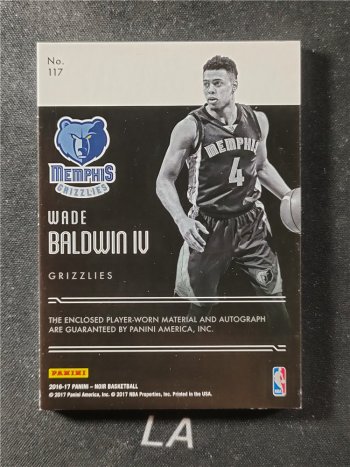 No.
117
MEMPHIS
GRIZZLIES
MEMPHIS
4
WADE
BALDWIN IV
GRIZZLIES
THE ENCLOSED PLAYER-WORN MATERIAL AND AUTOGRAPH
ARE GUARANTEED BY PANINI AMERICA, INC.
PANINI
2016-17 PANINI – NOIR BASKETBALL
© 2017 Panini America, Inc. © 2017 NBA Properties, Inc. Printed in the USA.
NBA
LA